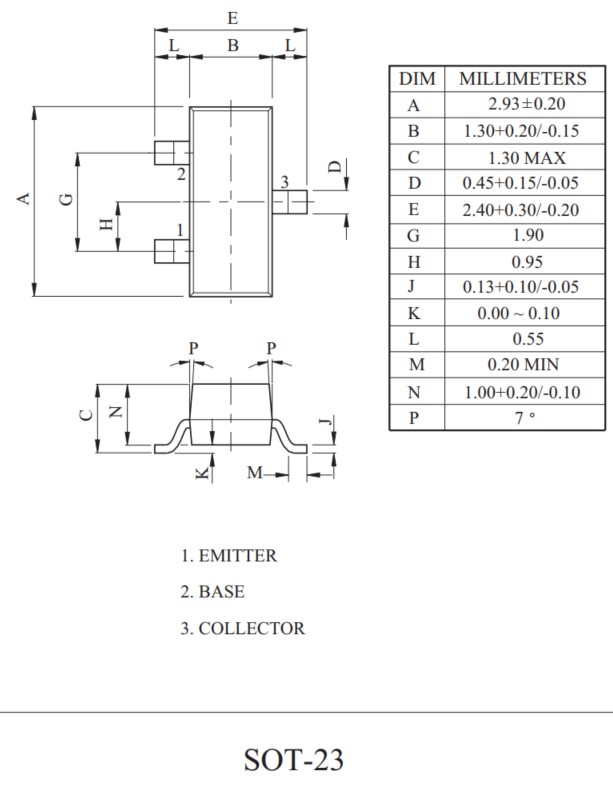 E
L B L
DIM MILLIMETERS
A 2.93±0.20
B 1.30+0.20/-0.15
C 1.30 MAX
D 0.45+0.15/-0.05
E 2.40+0.30/-0.20
G 1.90
H 0.95
J 0.13+0.10/-0.05
K 0.00 ~ 0.10
L 0.55
M 0.20 MIN
N 1.00+0.20/-0.10
P 7 °
A
G
H
2
1
3
D
P P
C
N
K
M
J
1. EMITTER
2. BASE
3. COLLECTOR
SOT-23